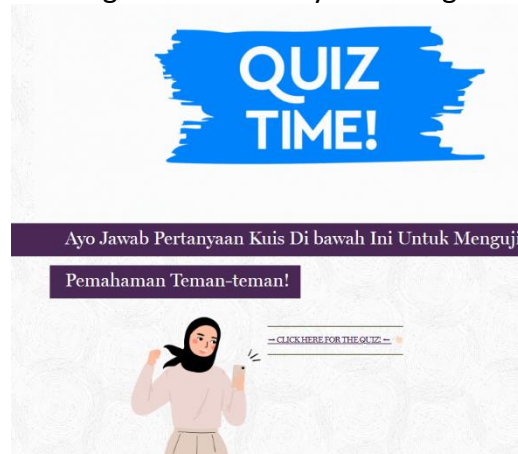 QUIZ
TIME!
Ayo Jawab Pertanyaan Kuis Di bawah Ini Untuk Menguji
Pemahaman Teman-teman!
→ CLICK HERE FOR THE QUIZ! ←